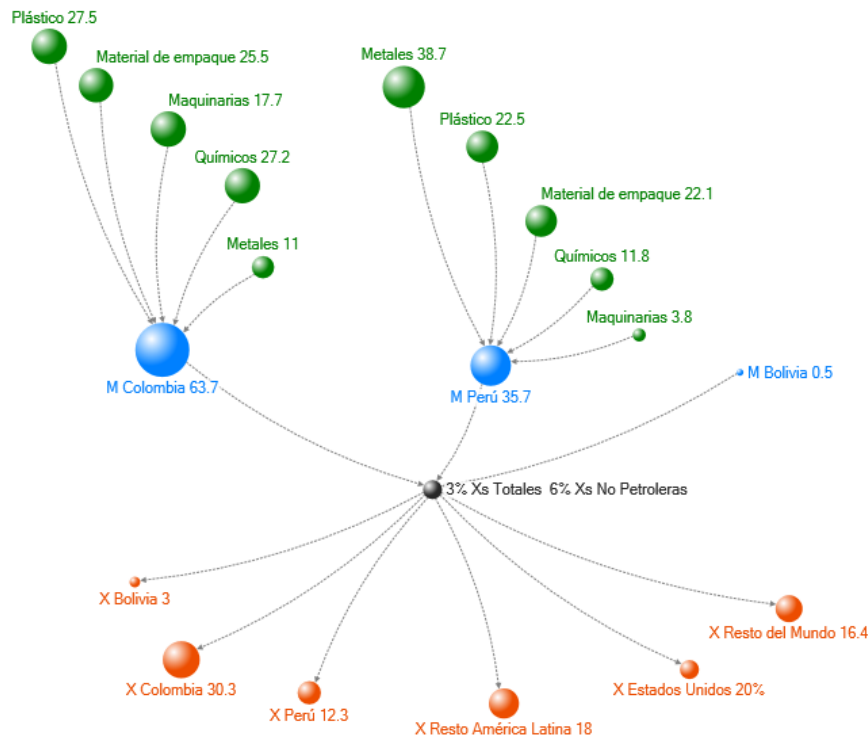 Plástico 27.5
Material de empaque 25.5
Maquinarias 17.7
Químicos 27.2
Metales 11
M Colombia 63.7
Metales 38.7
Plástico 22.5
Material de empaque 22.1
Químicos 11.8
Maquinarias 3.8
M Perú 35.7
M Bolivia 0.5
3% Xs Totales 6% Xs No Petroleras
X Bolivia 3
X Colombia 30.3
X Perú 12.3
X Resto América Latina 18
X Estados Unidos 20%
X Resto del Mundo 16.4